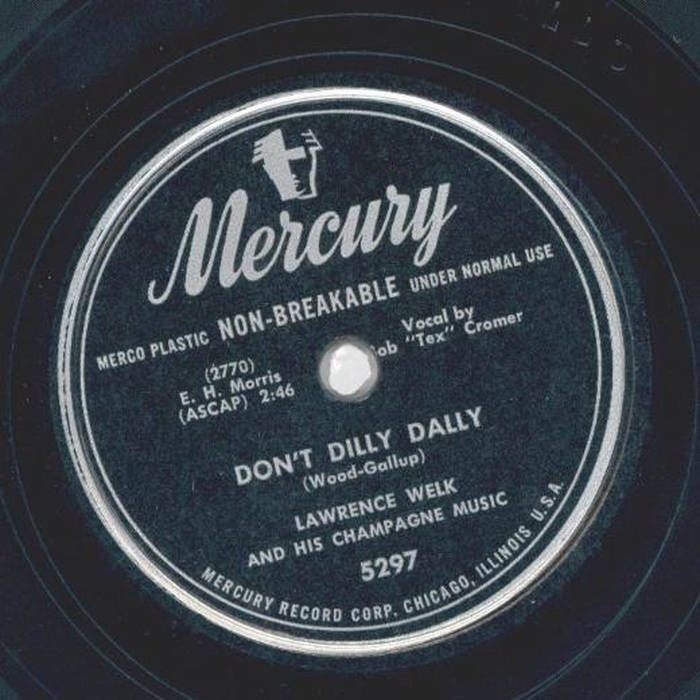 Mercury
MERCO PLASTIC NON-BREAKABLE UNDER NORMAL USE
(2770)
E. H. Morris
(ASCAP) 2:46
Vocal by
"Tex" Cromer
DON'T DILLY DALLY
(Wood-Gallup)
LAWRENCE WELK
AND HIS CHAMPAGNE MUSIC
5297
MERCURY RECORD CORP. CHICAGO, ILLINOIS U.S.A.